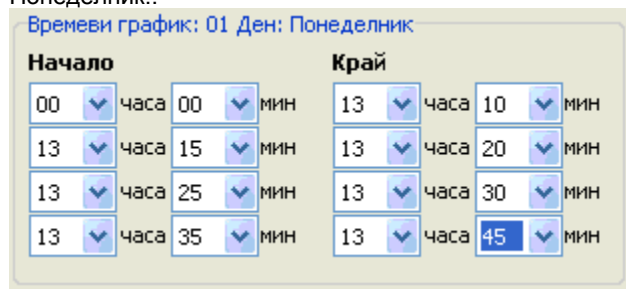 Времеви график: 01 Ден: Понеделник
Начало Край
00 часа 00 мин 13 часа 10 мин
13 часа 15 мин 13 часа 20 мин
13 часа 25 мин 13 часа 30 мин
13 часа 35 мин 13 часа 45 мин